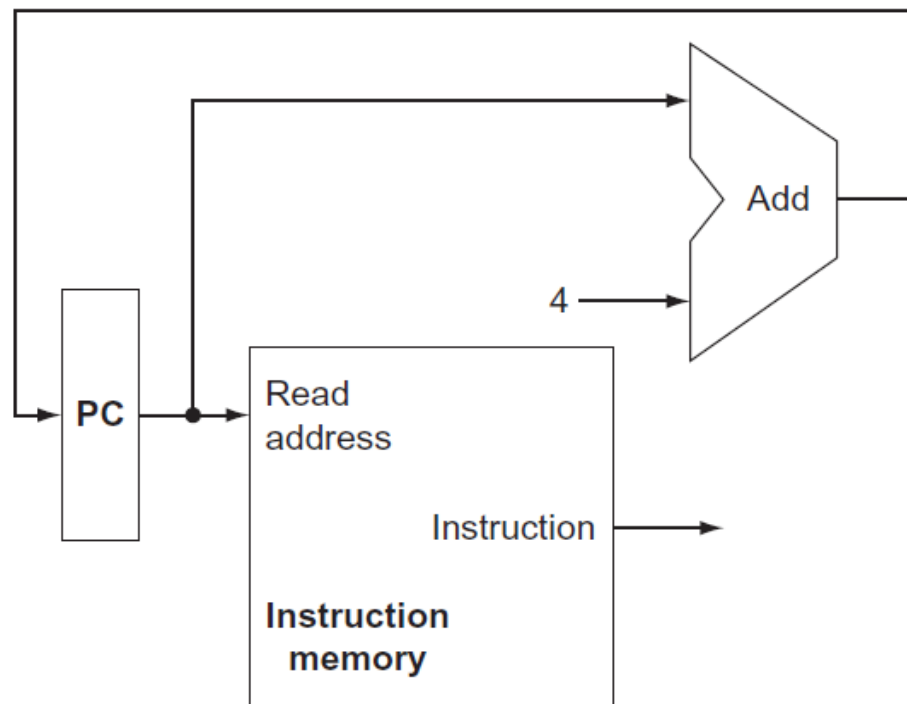 Add
4
PC
Read
address
Instruction
Instruction
memory